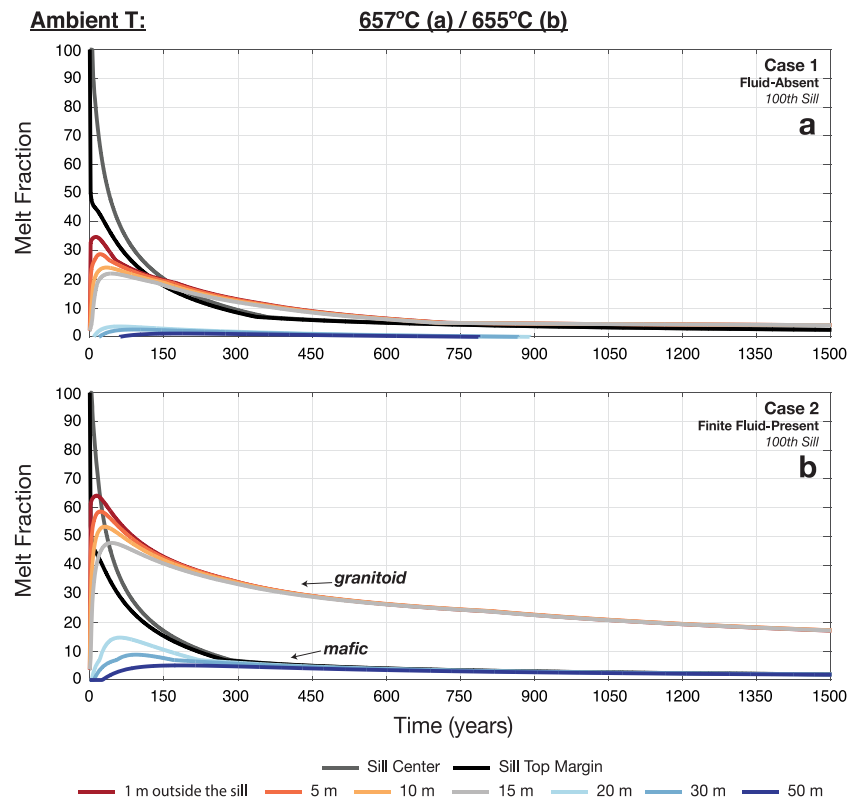 Ambient T: 657ºC (a) / 655ºC (b)
Case 1
Fluid-Absent
100th Sill
a
Melt Fraction
100
90
80
70
60
50
40
30
20
10
0
0 150 300 450 600 750 900 1050 1200 1350 1500
Case 2
Finite Fluid-Present
100th Sill
b
Melt Fraction
100
90
80
70
60
50
40
30
20
10
0
granitoid
mafic
0 150 300 450 600 750 900 1050 1200 1350 1500
Time (years)
Sill Center Sill Top Margin
1 m outside the sill 5 m 10 m 15 m 20 m 30 m 50 m